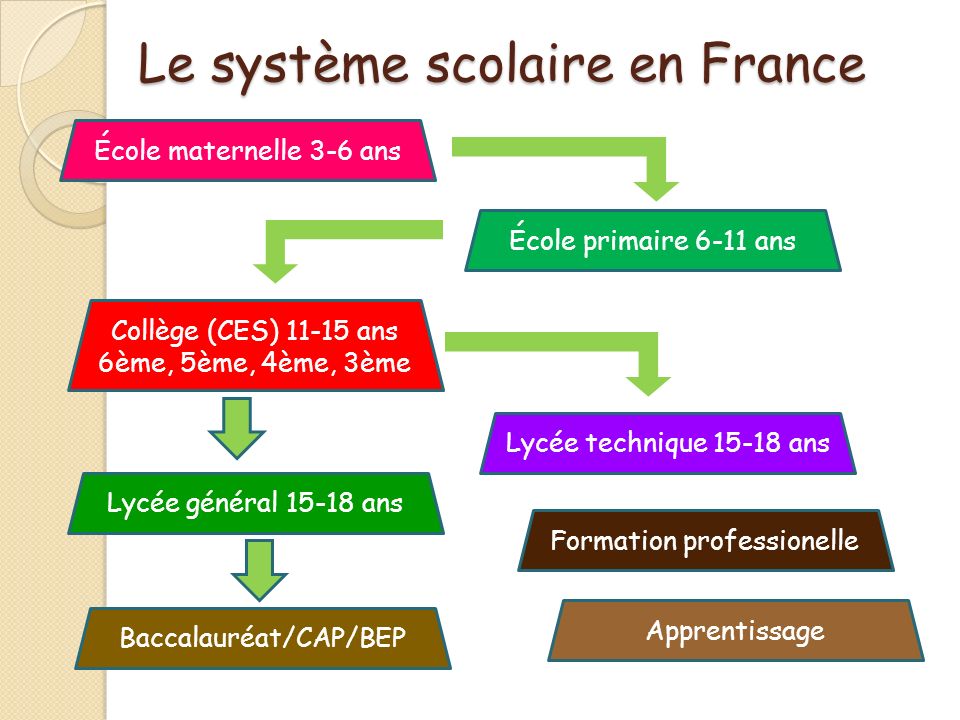 Le système scolaire en France
École maternelle 3-6 ans
École primaire 6-11 ans
Collège (CES) 11-15 ans
6ème, 5ème, 4ème, 3ème
Lycée technique 15-18 ans
Lycée général 15-18 ans
Formation professionelle
Apprentissage
Baccalauréat/CAP/BEP